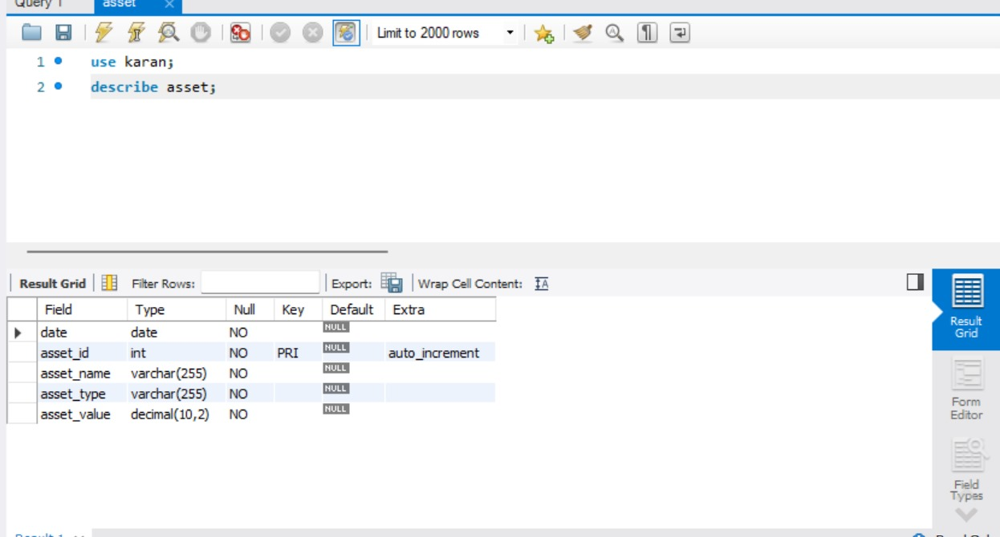 Query 1 asset
Limit to 2000 rows
1 use karan;
2 describe asset;
Result Grid Filter Rows: Export: Wrap Cell Content:
Field Type Null Key Default Extra
date date NO NULL
asset_id int NO PRI NULL auto_increment
asset_name varchar(255) NO NULL
asset_type varchar(255) NO NULL
asset_value decimal(10,2) NO NULL
Result
Grid
Form
Editor
Field
Types
Result 1